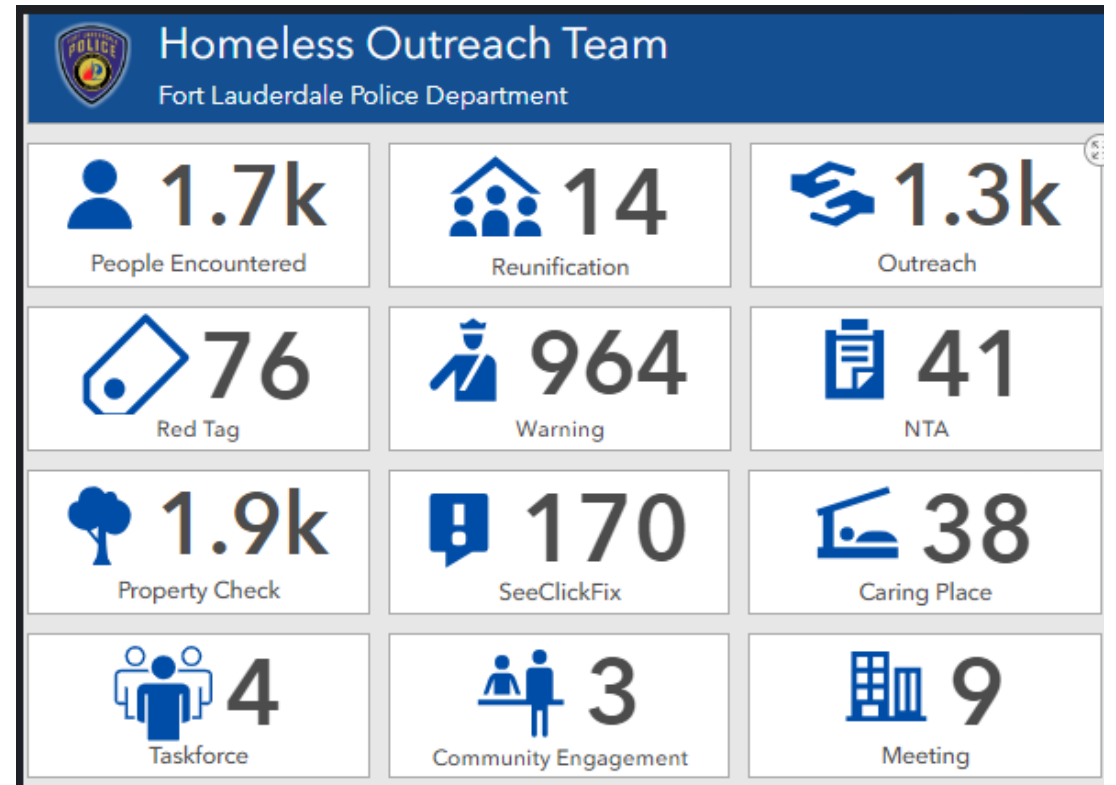 POLICE
Homeless Outreach Team
Fort Lauderdale Police Department
1.7k
People Encountered
14
Reunification
1.3k
Outreach
76
Red Tag
964
Warning
41
NTA
1.9k
Property Check
170
SeeClickFix
38
Caring Place
4
Taskforce
3
Community Engagement
9
Meeting